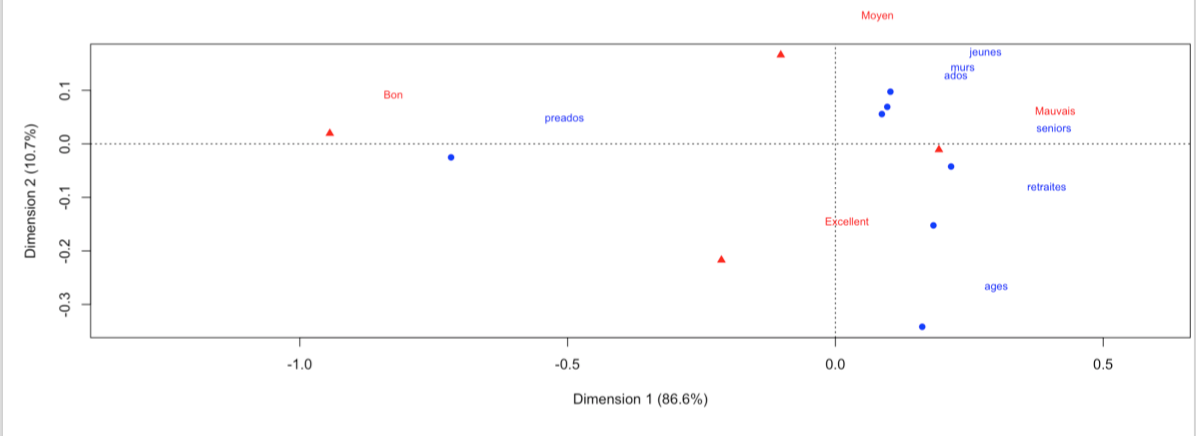 Moyen
jeunes
murs
ados
Bon
Mauvais
preados
seniors
retraites
Excellent
ages
0.1
0.0
-0.1
-0.2
-0.3
Dimension 2 (10.7%)
-1.0
-0.5
0.0
0.5
Dimension 1 (86.6%)